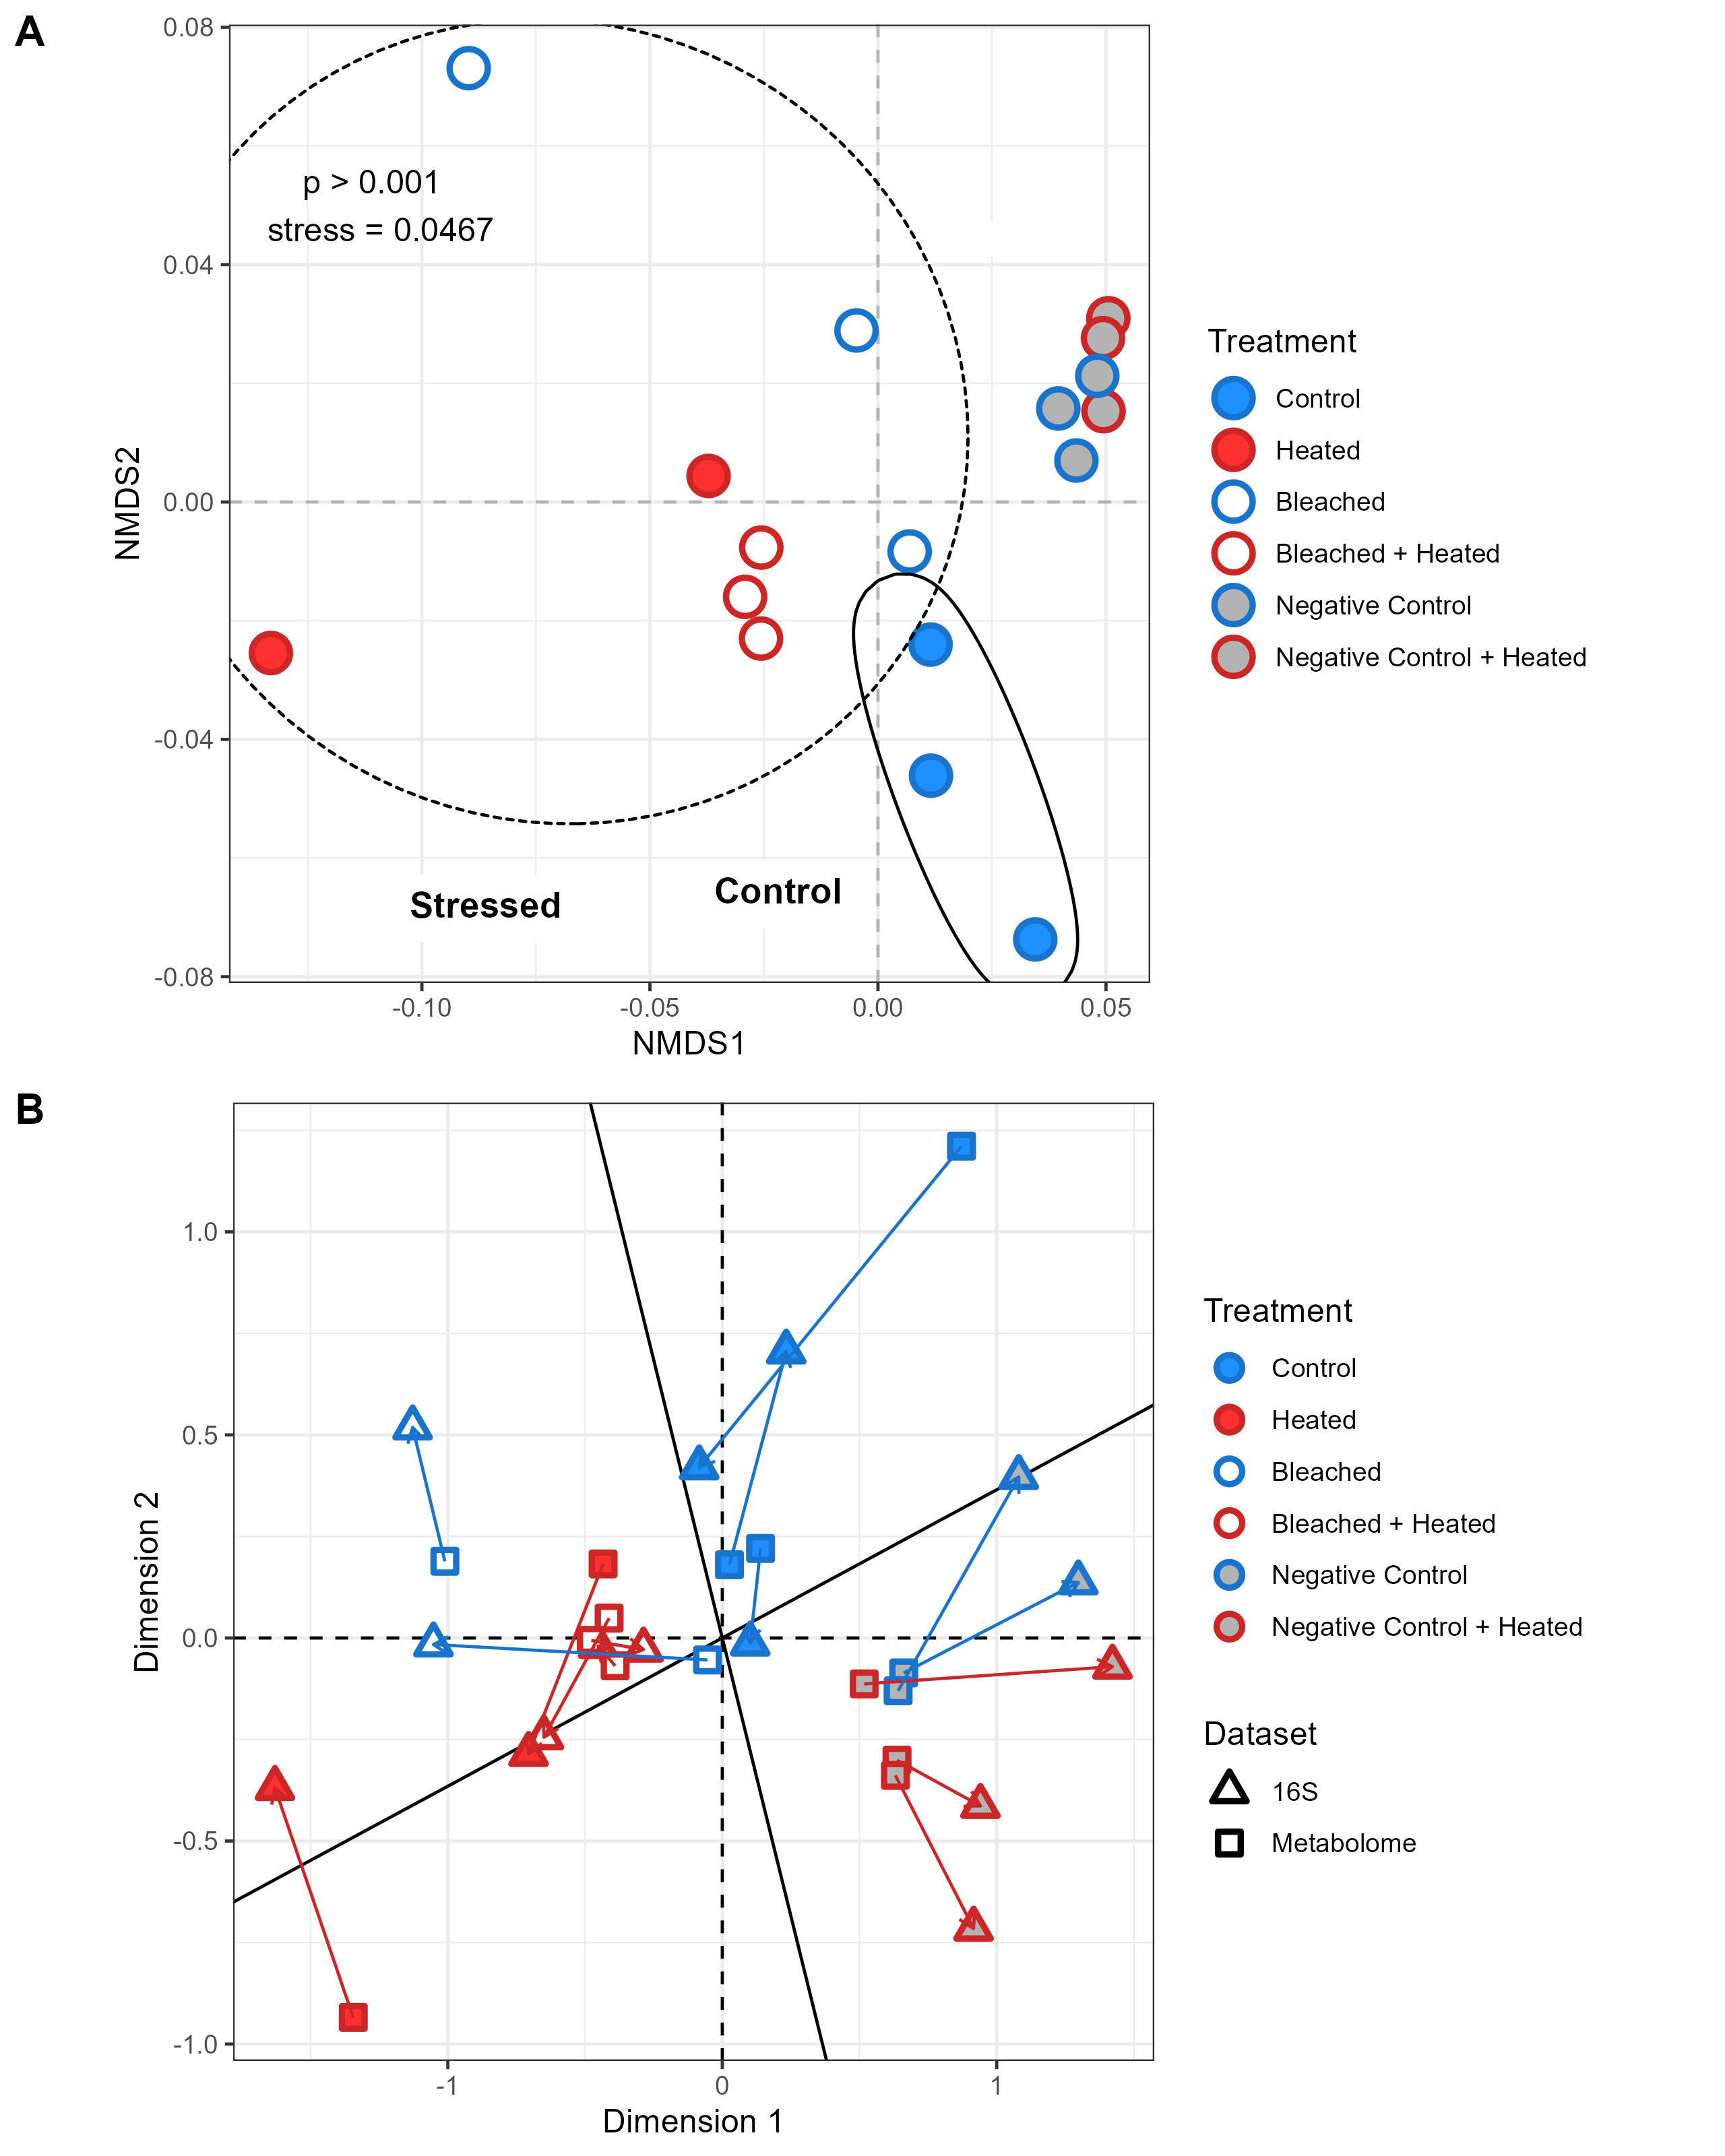 A
0.08
p > 0.001
stress = 0.0467
0.04
0.00
-0.04
-0.08
NMDS2
Stressed
Control
-0.10
-0.05
0.00
0.05
NMDS1
Treatment
Control
Heated
Bleached
Bleached + Heated
Negative Control
Negative Control + Heated
B
1.0
0.5
0.0
-0.5
-1.0
Dimension 2
-1
0
1
Dimension 1
Treatment
Control
Heated
Bleached
Bleached + Heated
Negative Control
Negative Control + Heated
Dataset
16S
Metabolome